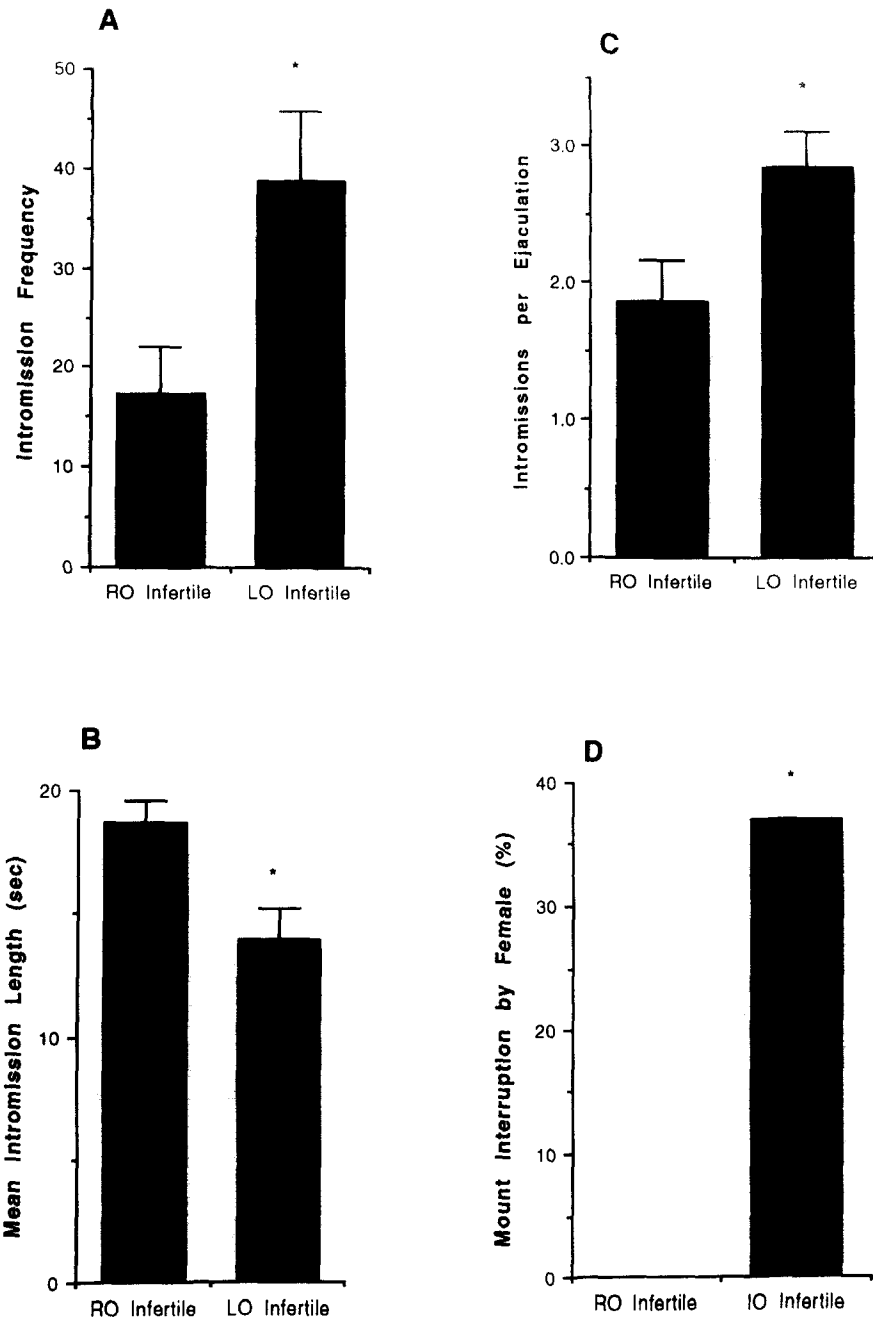 A
*
50
40
30
20
10
0
Intromission Frequency
RO Infertile
LO Infertile
C
*
3.0
2.0
1.0
0.0
Intromissions per Ejaculation
RO Infertile
LO Infertile
B
*
20
10
0
Mean Intromission Length (sec)
RO Infertile
LO Infertile
D
*
40
30
20
10
0
Mount Interruption by Female (%)
RO Infertile
IO Infertile